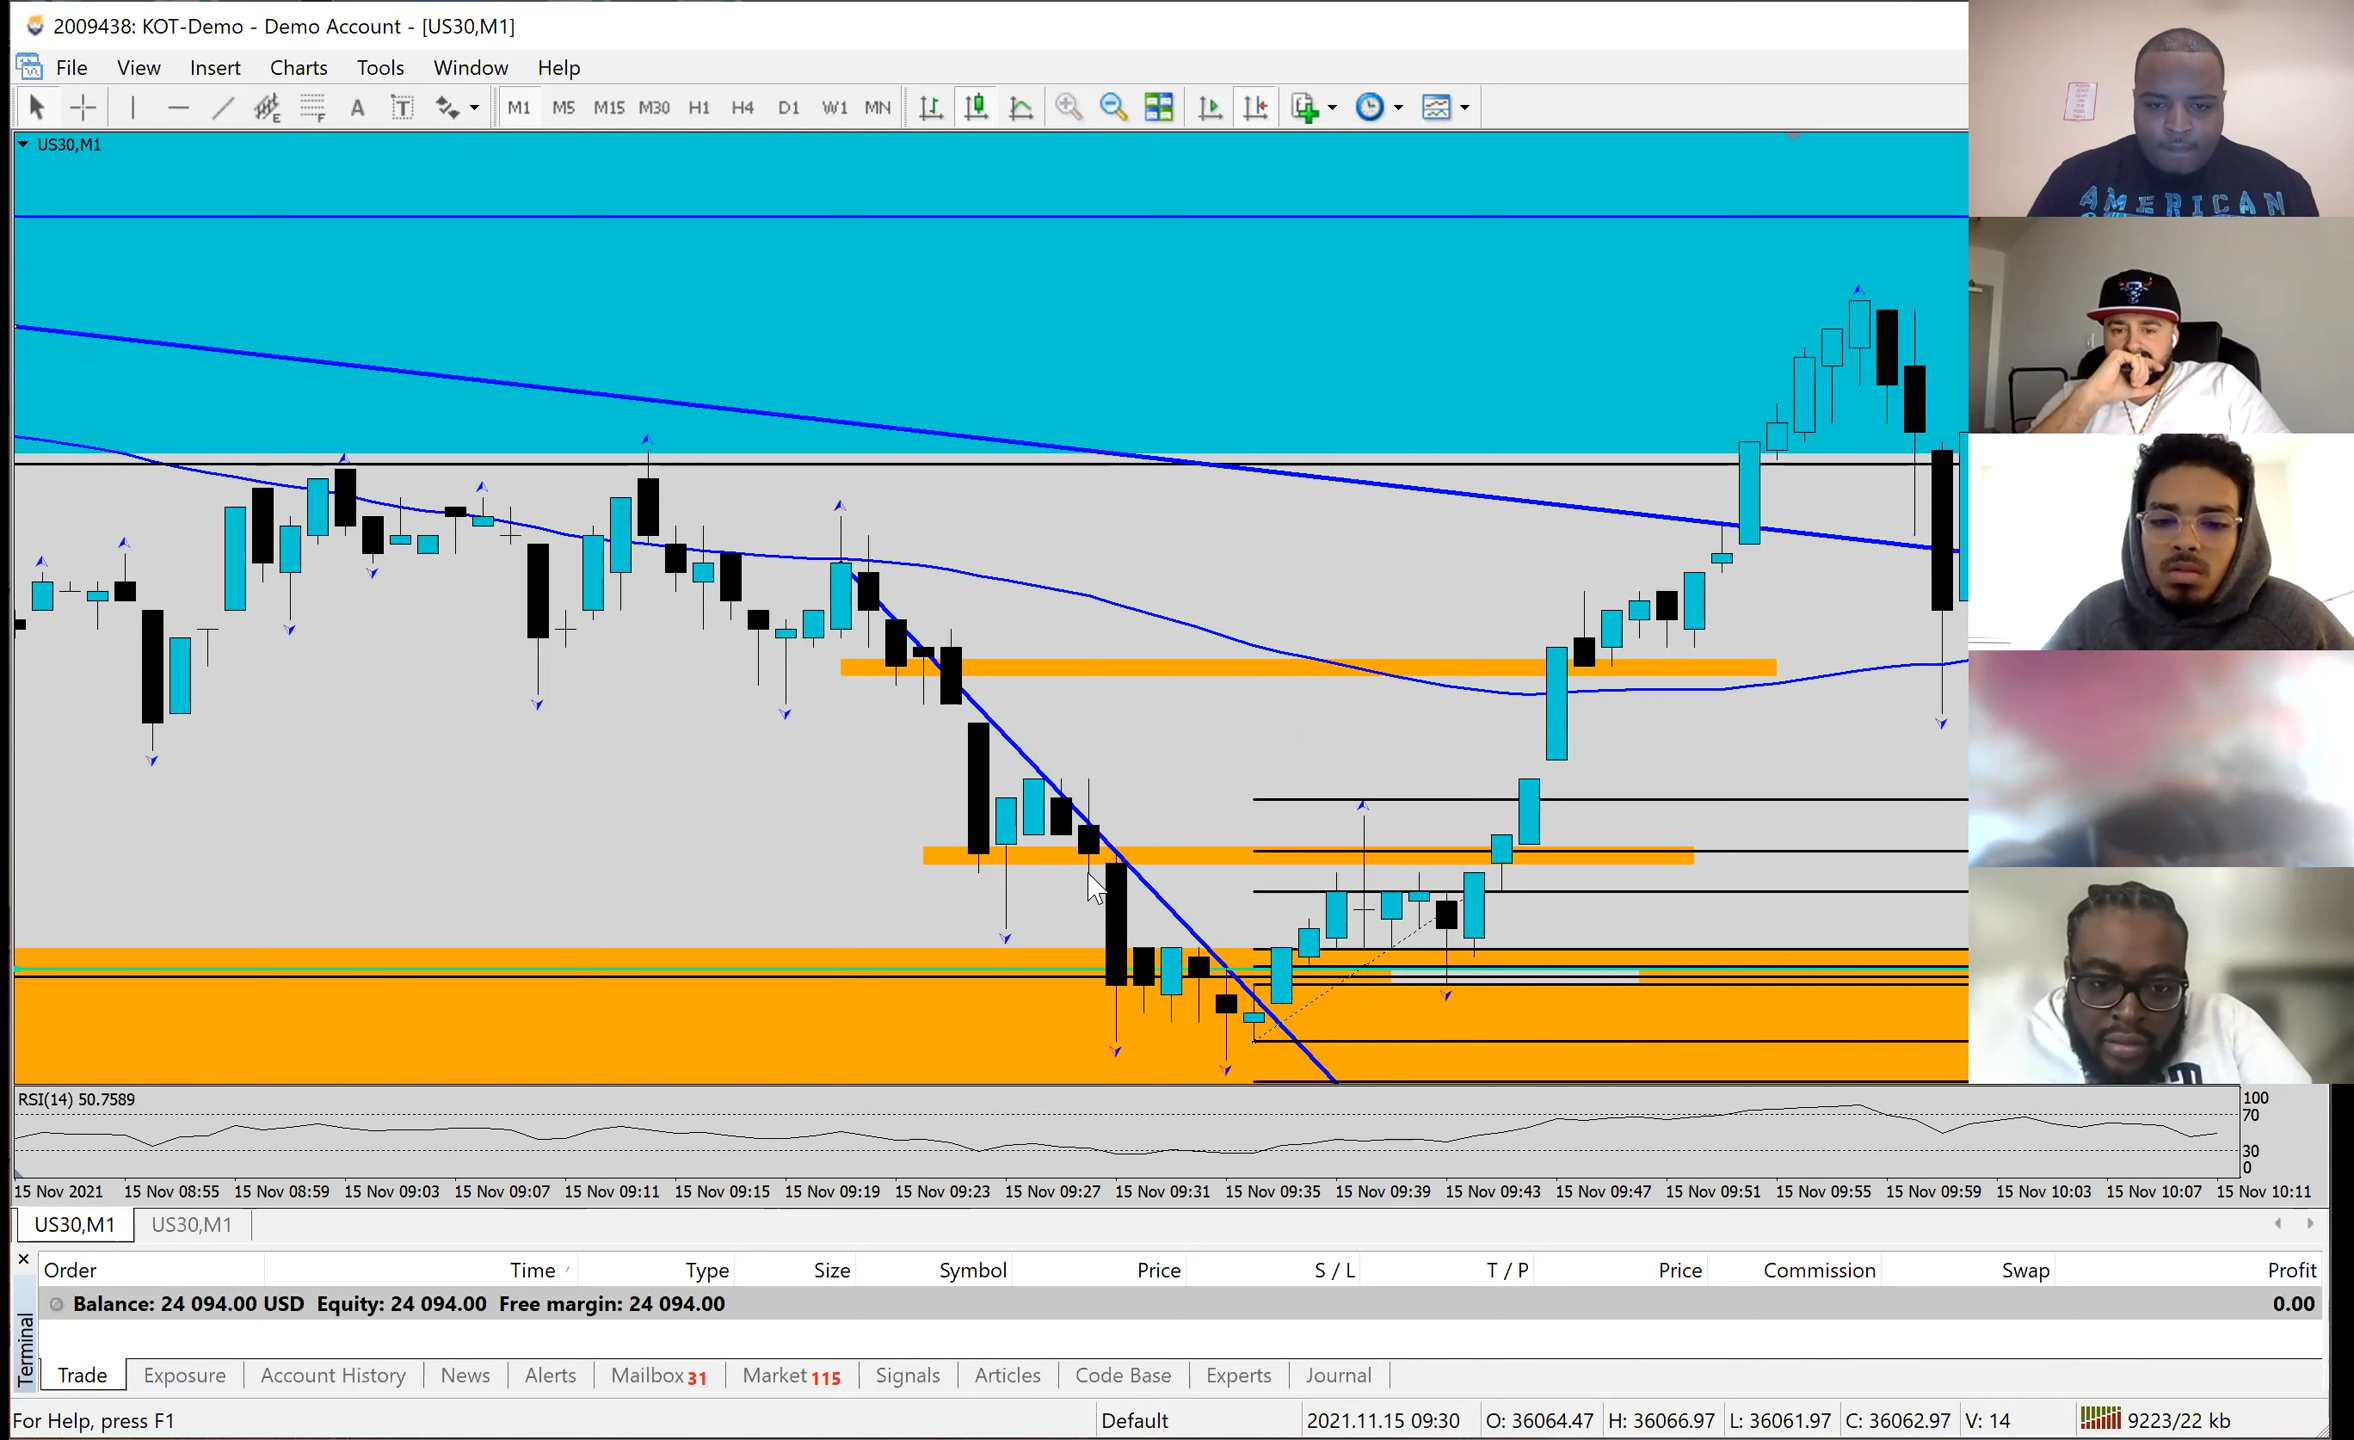 2009438: KOT-Demo - Demo Account - [US30,M1]
File View Insert Charts Tools Window Help
M1 M5 M15 M30 H1 H4 D1 W1 MN
US30,M1
AMERICAN
RSI(14) 50.7589
100
70
30
0
15 Nov 2021 15 Nov 08:55 15 Nov 08:59 15 Nov 09:03 15 Nov 09:07 15 Nov 09:11 15 Nov 09:15 15 Nov 09:19 15 Nov 09:23 15 Nov 09:27 15 Nov 09:31 15 Nov 09:35 15 Nov 09:39 15 Nov 09:43 15 Nov 09:47 15 Nov 09:51 15 Nov 09:55 15 Nov 09:59 15 Nov 10:03 15 Nov 10:07 15 Nov 10:11
US30,M1 US30,M1
Order Time Type Size Symbol Price S / L T / P Price Commission Swap Profit
Balance: 24 094.00 USD Equity: 24 094.00 Free margin: 24 094.00 0.00
Terminal
Trade Exposure Account History News Alerts Mailbox 31 Market 115 Signals Articles Code Base Experts Journal
For Help, press F1 Default 2021.11.15 09:30 O: 36064.47 H: 36066.97 L: 36061.97 C: 36062.97 V: 14 9223/22 kb